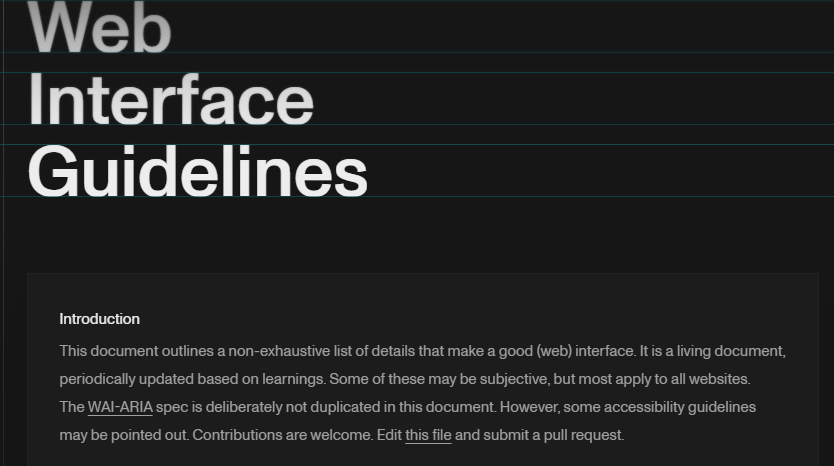 Web
Interface
Guidelines
Introduction
This document outlines a non-exhaustive list of details that make a good (web) interface. It is a living document,
periodically updated based on learnings. Some of these may be subjective, but most apply to all websites.
The WAI-ARIA spec is deliberately not duplicated in this document. However, some accessibility guidelines
may be pointed out. Contributions are welcome. Edit this file and submit a pull request.